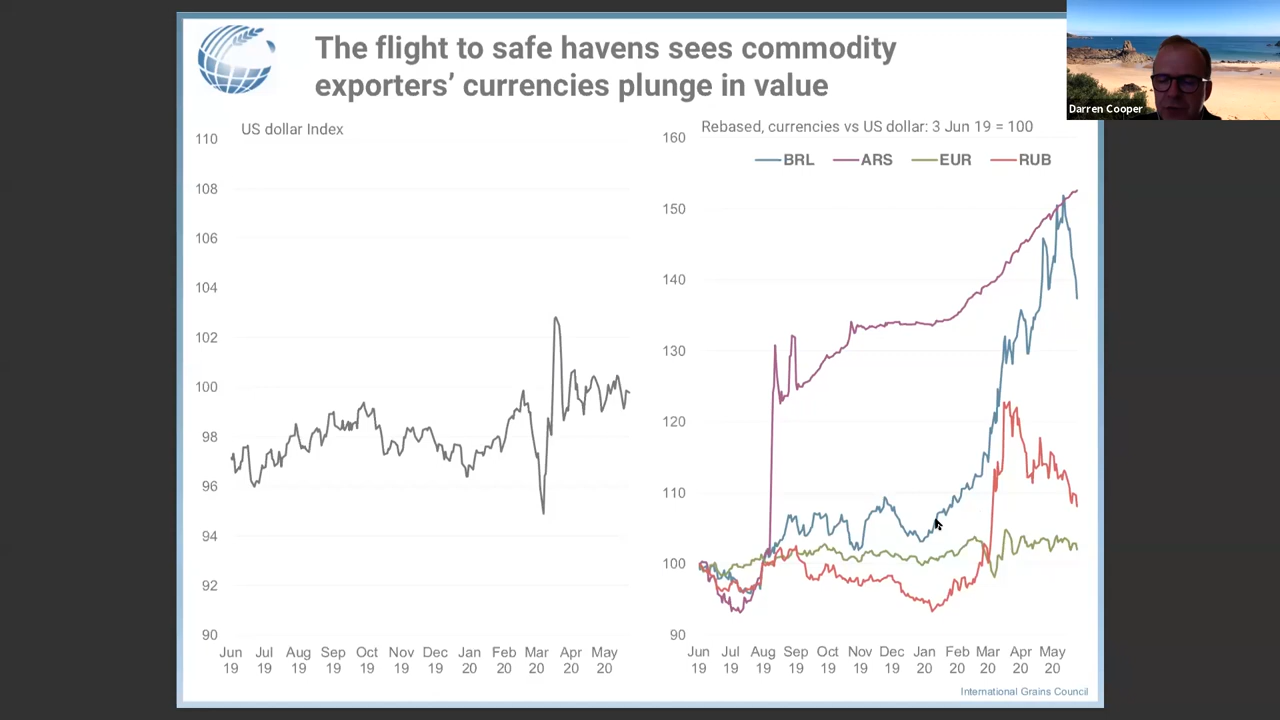 The flight to safe havens sees commodity
exporters' currencies plunge in value
Darren Cooper
US dollar Index
110
108
106
104
102
100
98
96
94
92
90
Jun Jul Aug Sep Oct Nov Dec Jan Feb Mar Apr May
19 19 19 19 19 19 19 20 20 20 20 20
Rebased, currencies vs US dollar: 3 Jun 19 = 100
BRL ARS EUR RUB
160
150
140
130
120
110
100
90
Jun Jul Aug Sep Oct Nov Dec Jan Feb Mar Apr May
19 19 19 19 19 19 19 20 20 20 20 20
International Grains Council